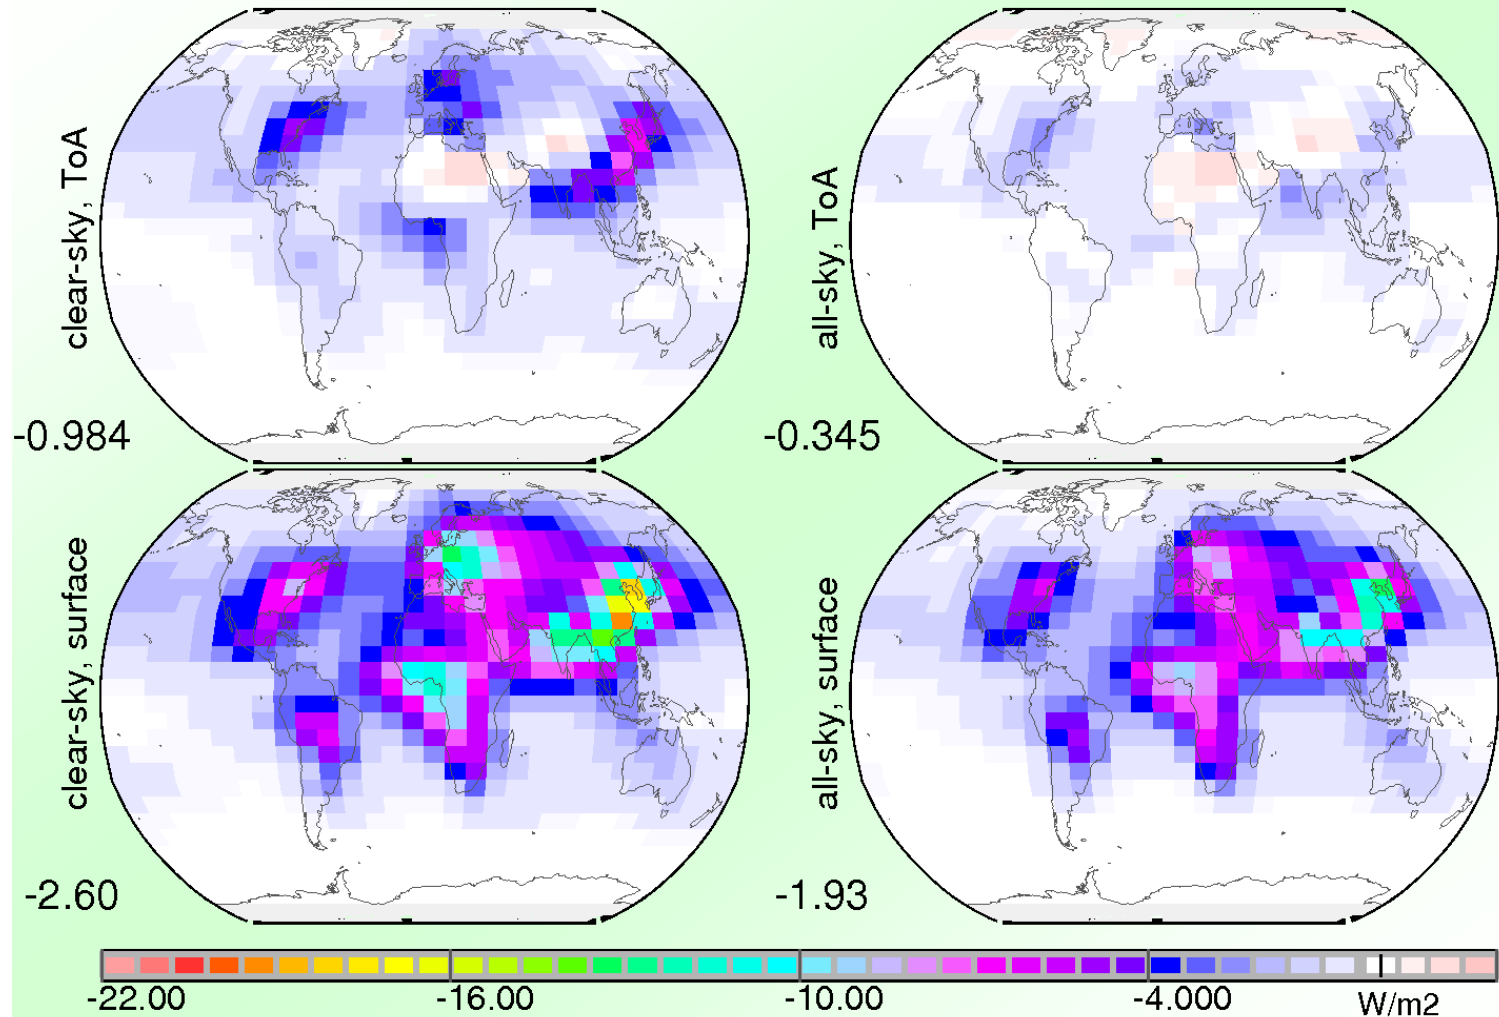 clear-sky, ToA
-0.984
all-sky, ToA
-0.345
clear-sky, surface
-2.60
all-sky, surface
-1.93
-22.00 -16.00 -10.00 -4.000 W/m2